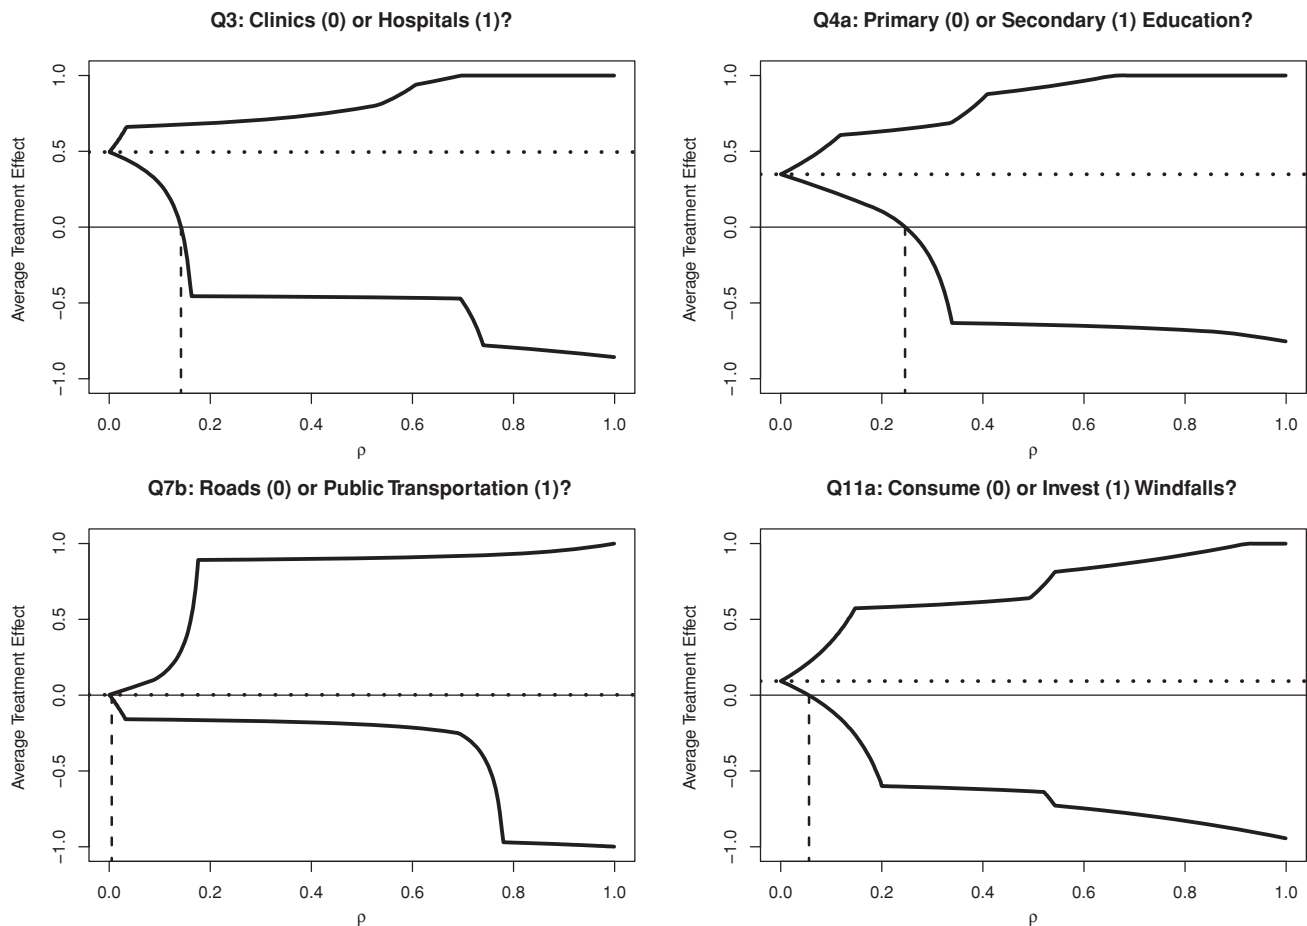 Q3: Clinics (0) or Hospitals (1)?
Average Treatment Effect
1.0
0.5
0.0
−0.5
−1.0
0.0 0.2 0.4 0.6 0.8 1.0
ρ
Q4a: Primary (0) or Secondary (1) Education?
Average Treatment Effect
1.0
0.5
0.0
−0.5
−1.0
0.0 0.2 0.4 0.6 0.8 1.0
ρ
Q7b: Roads (0) or Public Transportation (1)?
Average Treatment Effect
1.0
0.5
0.0
−0.5
−1.0
0.0 0.2 0.4 0.6 0.8 1.0
ρ
Q11a: Consume (0) or Invest (1) Windfalls?
Average Treatment Effect
1.0
0.5
0.0
−0.5
−1.0
0.0 0.2 0.4 0.6 0.8 1.0
ρ